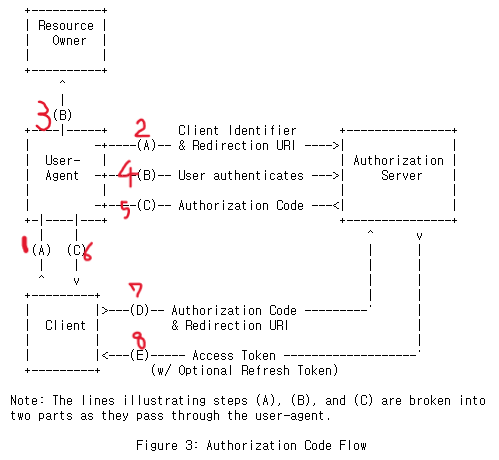 Resource
Owner
3 (B)
2 Client Identifier
(A) & Redirection URI
User-
Agent
Authorization
Server
4 (B) User authenticates
5 (C) Authorization Code
1 (A) (C) 6
7
(D) Authorization Code
Client
& Redirection URI
8
(E) Access Token
(w/ Optional Refresh Token)
Note: The lines illustrating steps (A), (B), and (C) are broken into
two parts as they pass through the user-agent.
Figure 3: Authorization Code Flow